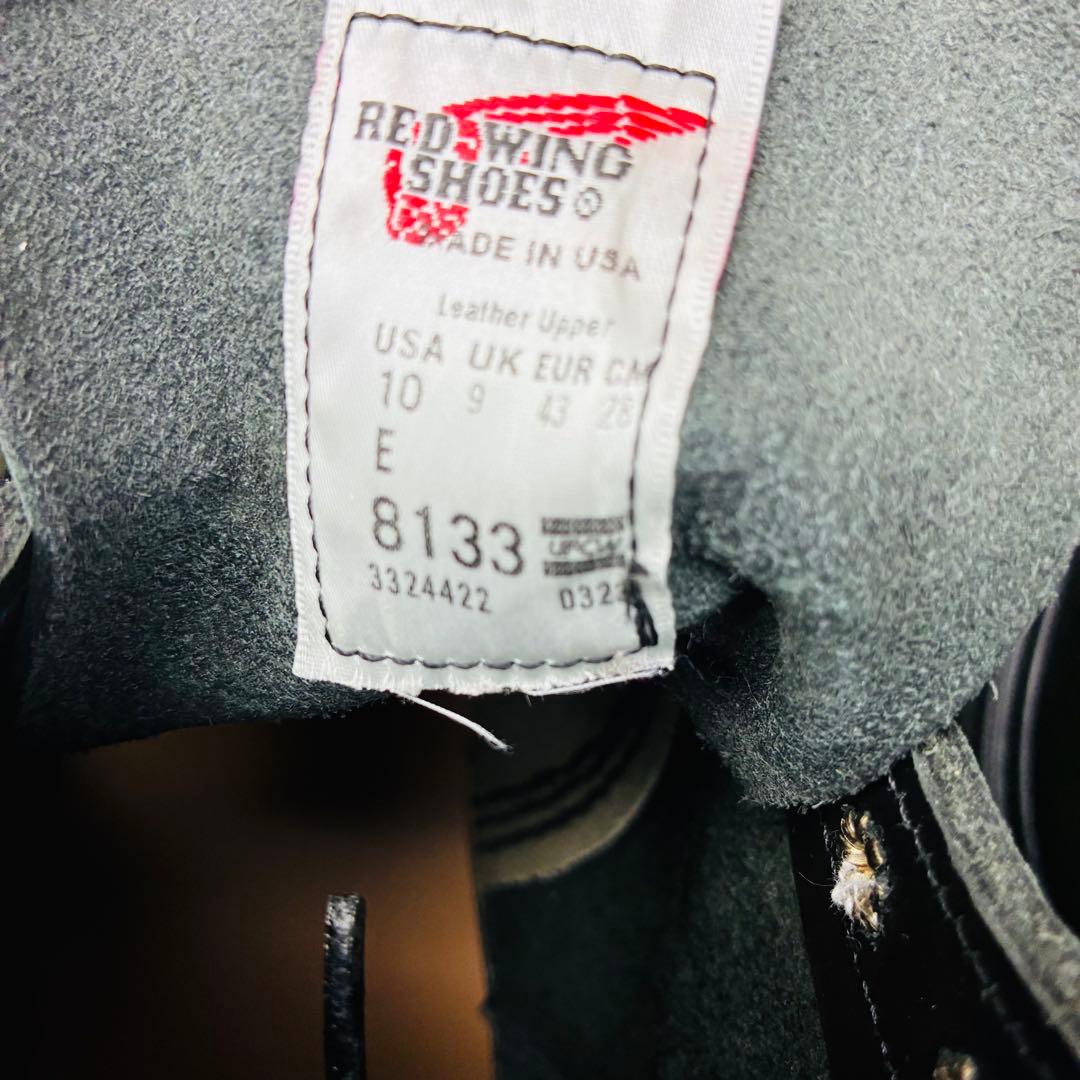 RED WING
SHOES®
MADE IN USA
Leather Upper
USA UK EUR CM
10 9 43 28
E
8133
3324422